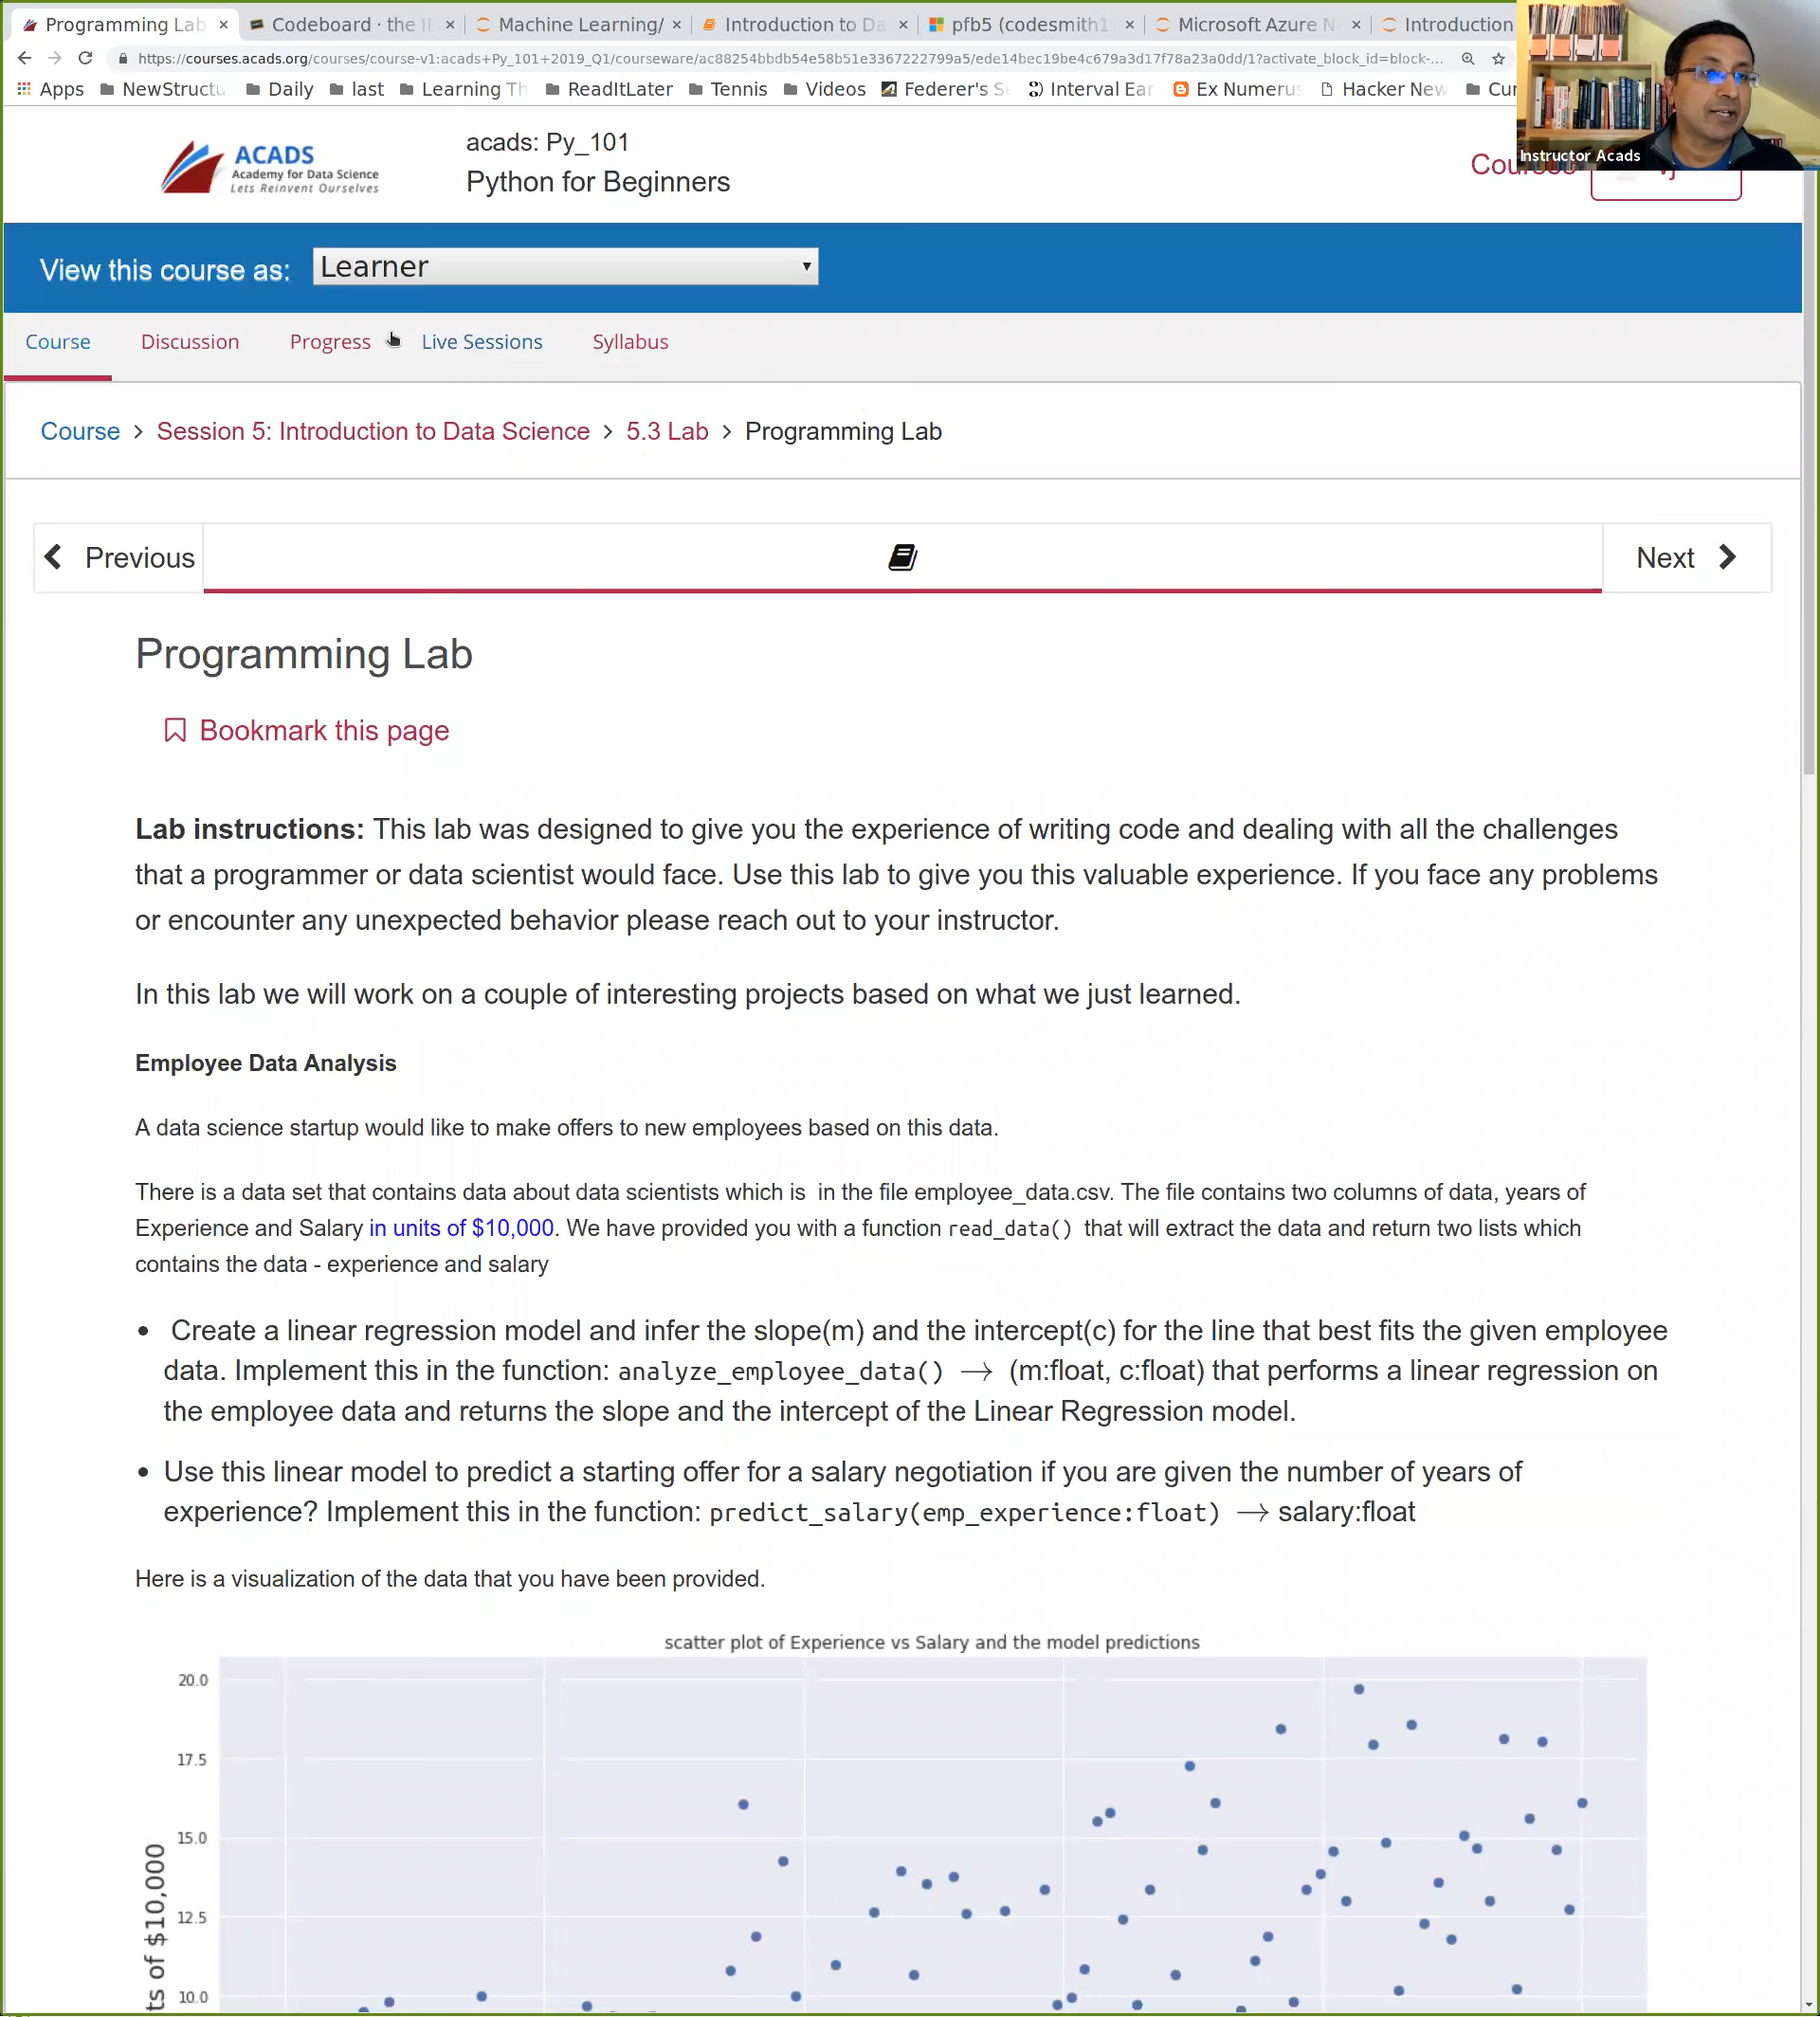 Programming Lab
Codeboard · the I
Machine Learning/
Introduction to Da
pfb5 (codesmith1
Microsoft Azure N
Introduction
https://courses.acads.org/courses/course-v1:acads+Py_101+2019_Q1/courseware/ac88254bbdb54e58b51e3367222799a5/ede14bec19be4c679a3d17f78a23a0dd/1?activate_block_id=block-...
Apps NewStructu Daily last Learning Th ReadItLater Tennis Videos Federer's S Interval Ear Ex Numerus Hacker New Cur
Instructor Acads
ACADS
Academy for Data Science
Lets Reinvent Ourselves
acads: Py_101
Python for Beginners
Courses
View this course as: Learner
Course Discussion Progress Live Sessions Syllabus
Course > Session 5: Introduction to Data Science > 5.3 Lab > Programming Lab
Previous
Next
Programming Lab
Bookmark this page
Lab instructions: This lab was designed to give you the experience of writing code and dealing with all the challenges
that a programmer or data scientist would face. Use this lab to give you this valuable experience. If you face any problems
or encounter any unexpected behavior please reach out to your instructor.
In this lab we will work on a couple of interesting projects based on what we just learned.
Employee Data Analysis
A data science startup would like to make offers to new employees based on this data.
There is a data set that contains data about data scientists which is in the file employee_data.csv. The file contains two columns of data, years of
Experience and Salary in units of $10,000. We have provided you with a function read_data() that will extract the data and return two lists which
contains the data - experience and salary
• Create a linear regression model and infer the slope(m) and the intercept(c) for the line that best fits the given employee
data. Implement this in the function: analyze_employee_data() → (m:float, c:float) that performs a linear regression on
the employee data and returns the slope and the intercept of the Linear Regression model.
• Use this linear model to predict a starting offer for a salary negotiation if you are given the number of years of
experience? Implement this in the function: predict_salary(emp_experience:float) → salary:float
Here is a visualization of the data that you have been provided.
scatter plot of Experience vs Salary and the model predictions
20.0
17.5
15.0
12.5
10.0
ts of $10,000